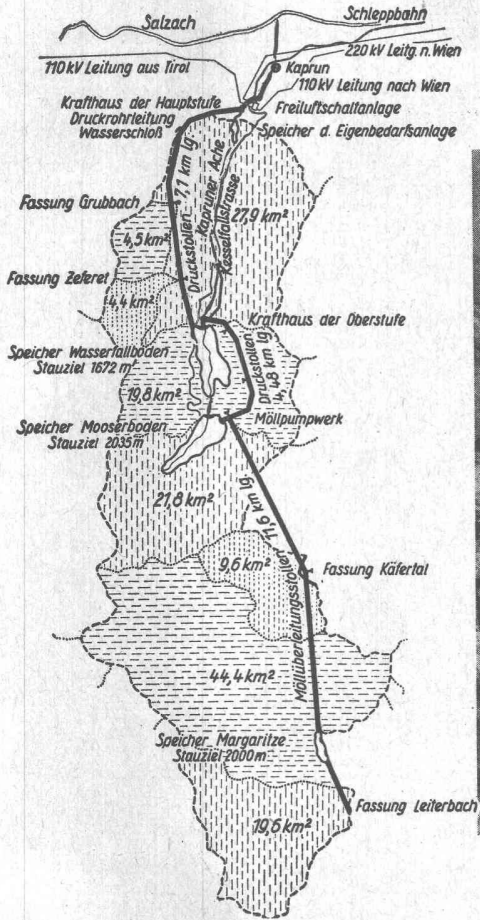 Salzach
Schleppbahn
220 kV Leitg. n. Wien
110 kV Leitung aus Tirol
Kaprun
110 kV Leitung nach Wien
Krafthaus der Hauptstufe
Druckrohrleitung
Wasserschloß
Freiluftschaltanlage
Speicher d. Eigenbedarfsanlage
Druckstollen 7,1 km lg.
Kapruner Ache
Kesselfallstrasse
27,9 km²
Fassung Grubbach
4,5 km²
Fassung Zeferet
4,4 km²
Krafthaus der Oberstufe
Speicher Wasserfallboden
Stauziel 1672 m
Druckstollen
4,48 km lg.
19,8 km²
Speicher Mooserboden
Stauziel 2035 m
Möllpumpwerk
21,8 km²
Möllüberleitungsstollen, 11,6 km lg.
9,6 km²
Fassung Käfertal
44,4 km²
Speicher Margaritze
Stauziel 2000 m
Fassung Leiterbach
19,6 km²